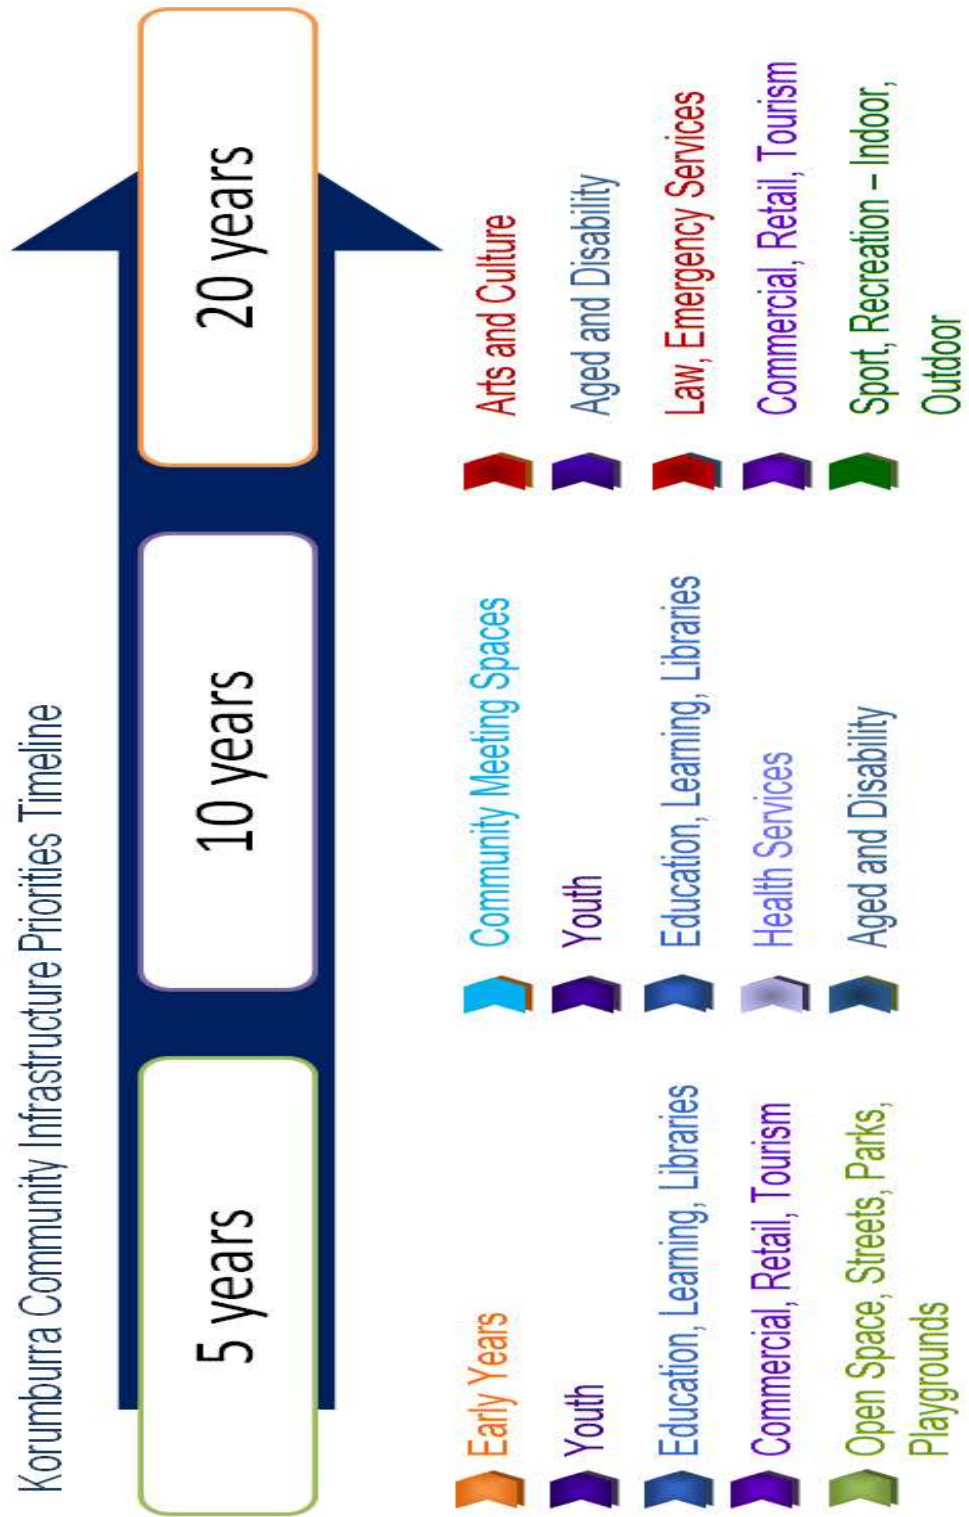 Korumburra Community Infrastructure Priorities Timeline
5 years
10 years
20 years
Early Years
Youth
Education, Learning, Libraries
Commercial, Retail, Tourism
Open Space, Streets, Parks,
Playgrounds
Community Meeting Spaces
Youth
Education, Learning, Libraries
Health Services
Aged and Disability
Arts and Culture
Aged and Disability
Law, Emergency Services
Commercial, Retail, Tourism
Sport, Recreation – Indoor,
Outdoor